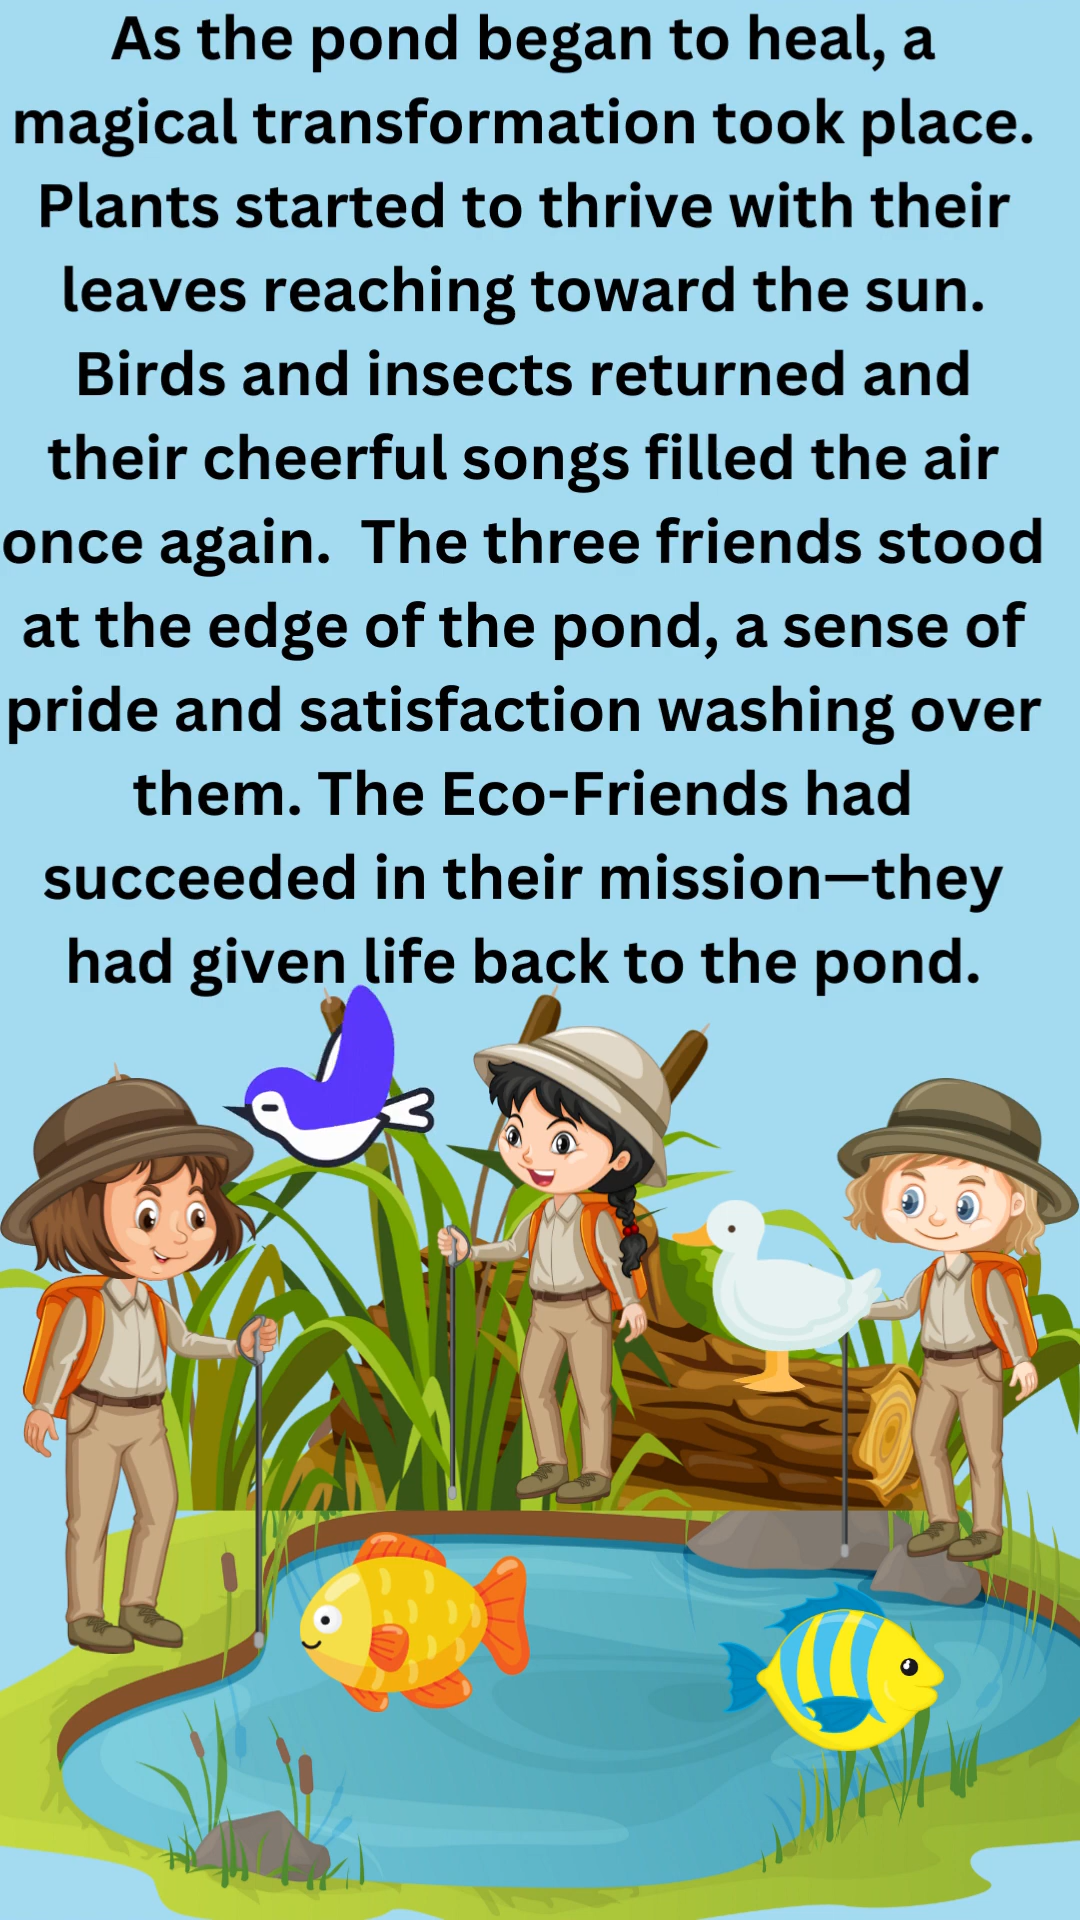 As the pond began to heal, a
magical transformation took place.
Plants started to thrive with their
leaves reaching toward the sun.
Birds and insects returned and
their cheerful songs filled the air
once again.  The three friends stood
at the edge of the pond, a sense of
pride and satisfaction washing over
them. The Eco-Friends had
succeeded in their mission—they
had given life back to the pond.